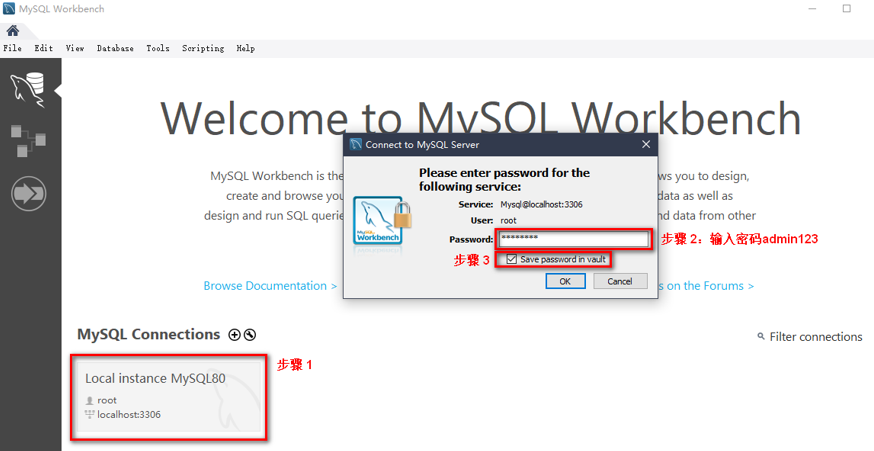 MySQL Workbench
File Edit View Database Tools Scripting Help
Welcome to MySQL Workbench
Connect to MySQL Server
Please enter password for the
following service:
MySQL Workbench is the
ws you to design,
create and browse you
data as well as
design and run SQL querie
nd data from other
Service: Mysql@localhost:3306
User: root
MySQL
Workbench
Password: ********
步骤 2：输入密码admin123
步骤 3
Save password in vault
OK Cancel
Browse Documentation >
s on the Forums >
MySQL Connections
Filter connections
步骤 1
Local instance MySQL80
root
localhost:3306